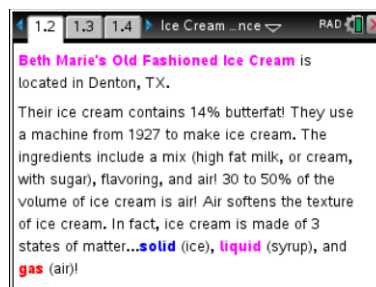 1.2 1.3 1.4 Ice Cream ...nce RAD
Beth Marie's Old Fashioned Ice Cream is
located in Denton, TX.
Their ice cream contains 14% butterfat! They use
a machine from 1927 to make ice cream. The
ingredients include a mix (high fat milk, or cream,
with sugar), flavoring, and air! 30 to 50% of the
volume of ice cream is air! Air softens the texture
of ice cream. In fact, ice cream is made of 3
states of matter...solid (ice), liquid (syrup), and
gas (air)!